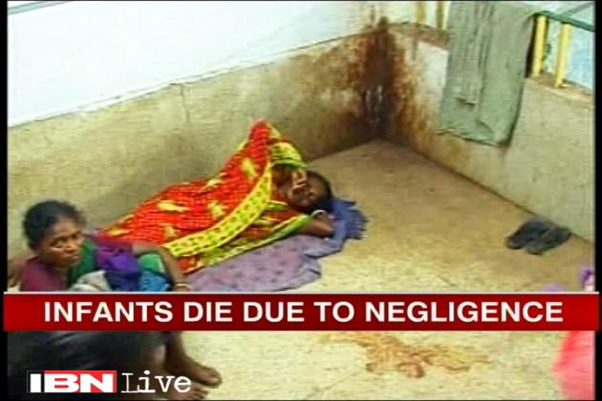 INFANTS DIE DUE TO NEGLIGENCE
IBN Live